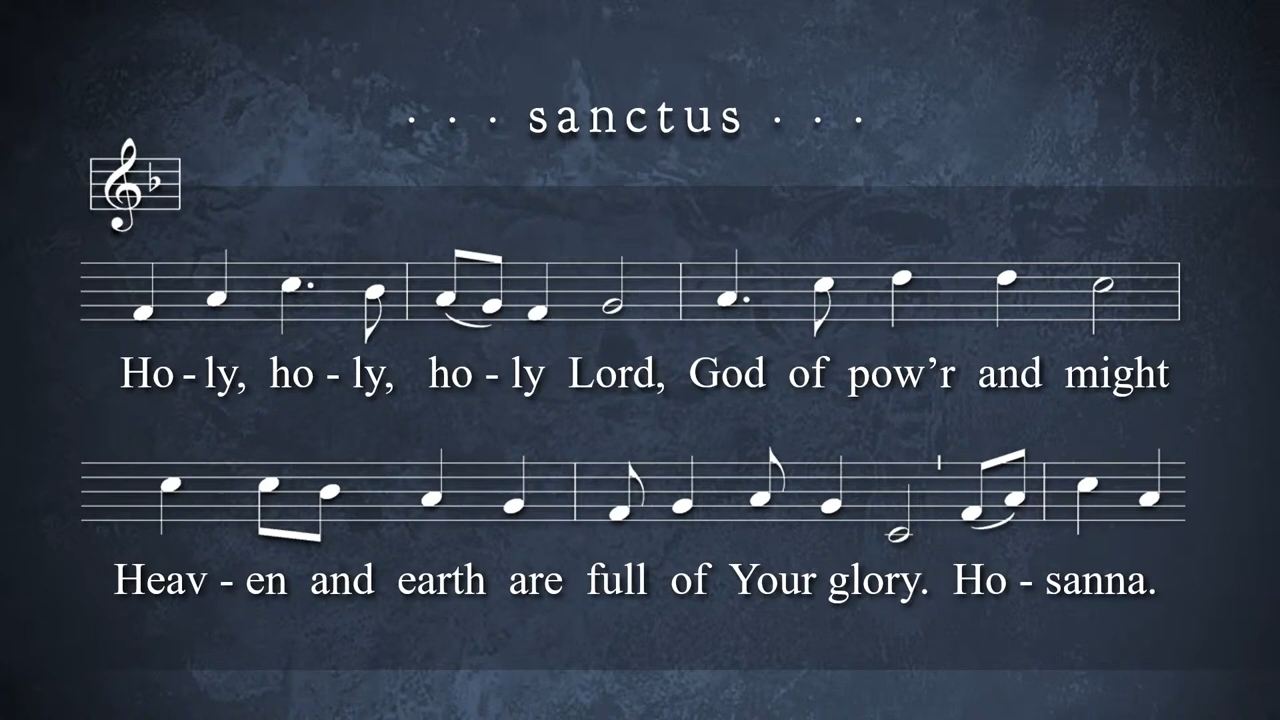 · · · sanctus · · ·
Ho - ly, ho - ly, ho - ly Lord, God of pow’r and might
Heav - en and earth are full of Your glory. Ho - sanna.